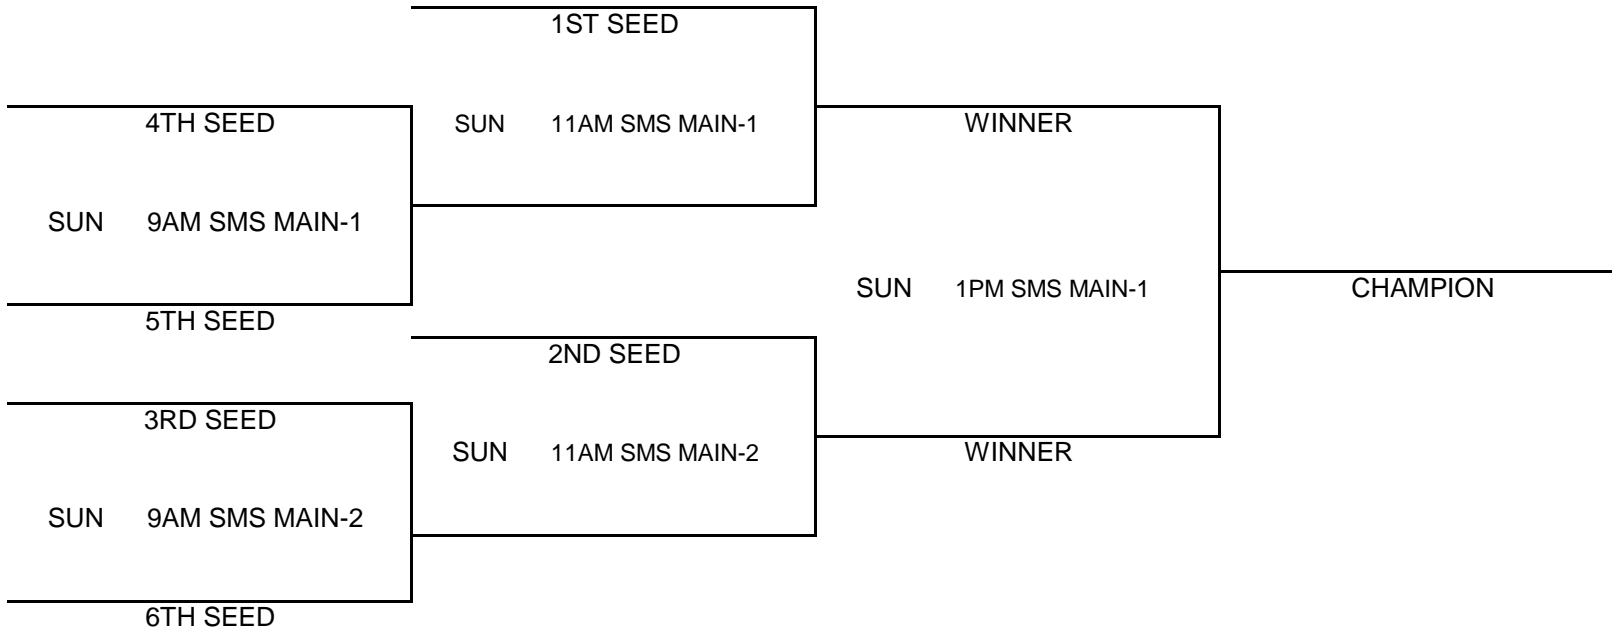 1ST SEED
4TH SEED
SUN 11AM SMS MAIN-1
WINNER
SUN 9AM SMS MAIN-1
SUN 1PM SMS MAIN-1
CHAMPION
5TH SEED
2ND SEED
3RD SEED
SUN 11AM SMS MAIN-2
WINNER
SUN 9AM SMS MAIN-2
6TH SEED